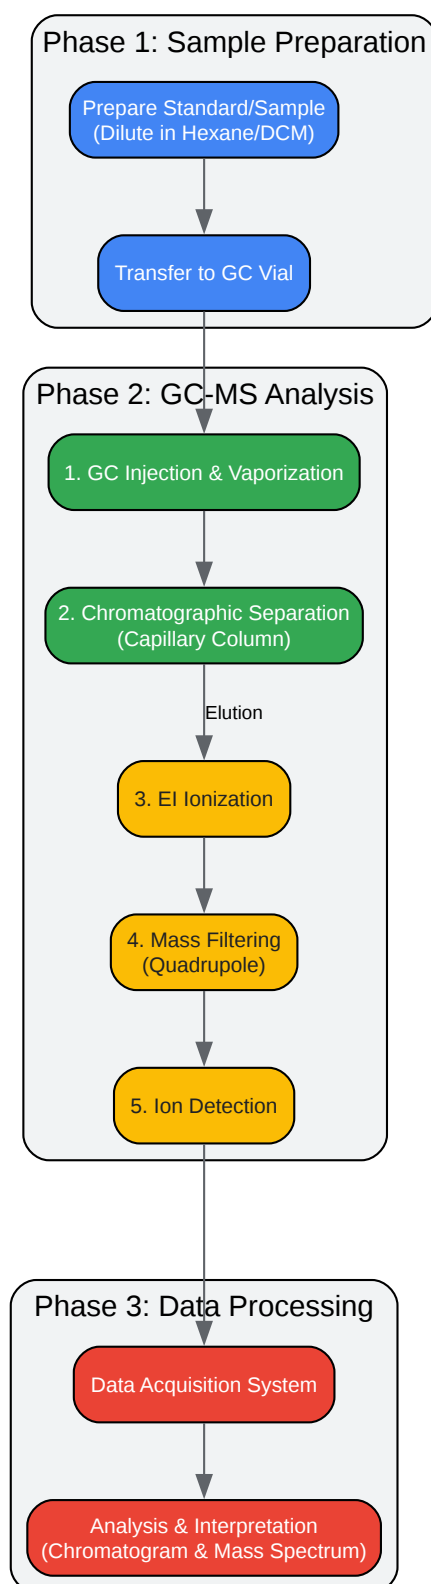 Phase 1: Sample Preparation
Prepare Standard/Sample
(Dilute in Hexane/DCM)
Transfer to GC Vial
Phase 2: GC-MS Analysis
1. GC Injection & Vaporization
2. Chromatographic Separation
(Capillary Column)
Elution
3. EI Ionization
4. Mass Filtering
(Quadrupole)
5. Ion Detection
Phase 3: Data Processing
Data Acquisition System
Analysis & Interpretation
(Chromatogram & Mass Spectrum)